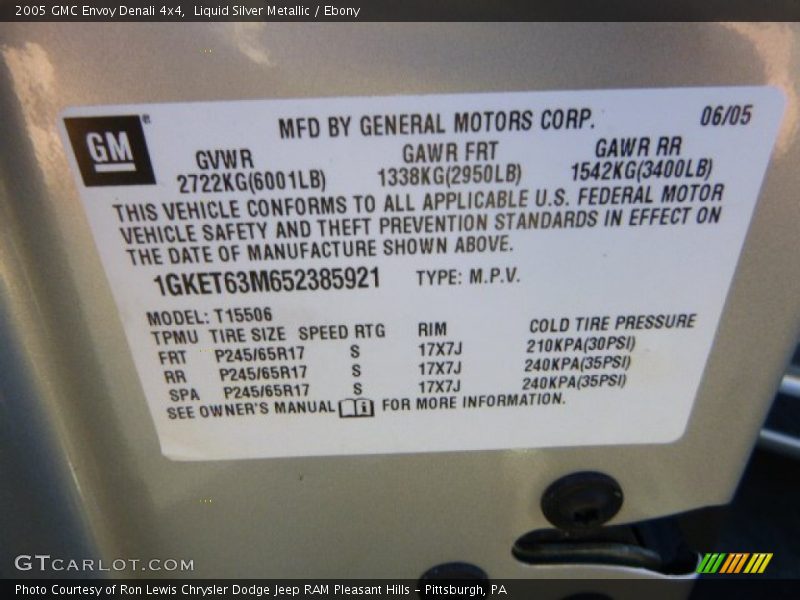 2005 GMC Envoy Denali 4x4, Liquid Silver Metallic / Ebony
GM®
MFD BY GENERAL MOTORS CORP. 06/05
GVWR GAWR FRT GAWR RR
2722KG(6001LB) 1338KG(2950LB) 1542KG(3400LB)
THIS VEHICLE CONFORMS TO ALL APPLICABLE U.S. FEDERAL MOTOR
VEHICLE SAFETY AND THEFT PREVENTION STANDARDS IN EFFECT ON
THE DATE OF MANUFACTURE SHOWN ABOVE.
1GKET63M652385921 TYPE: M.P.V.
MODEL: T15506
TPMU TIRE SIZE SPEED RTG RIM COLD TIRE PRESSURE
FRT P245/65R17 S 17X7J 210KPA(30PSI)
RR P245/65R17 S 17X7J 240KPA(35PSI)
SPA P245/65R17 S 17X7J 240KPA(35PSI)
SEE OWNER'S MANUAL i FOR MORE INFORMATION.
GTCARLOT.COM
Photo Courtesy of Ron Lewis Chrysler Dodge Jeep RAM Pleasant Hills - Pittsburgh, PA